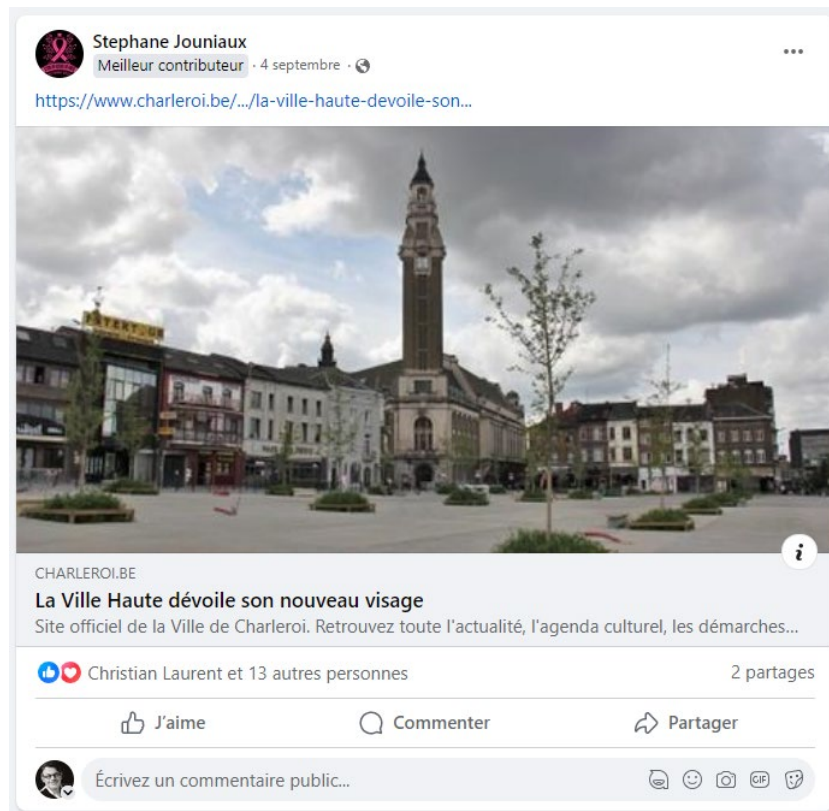 Stephane Jouniaux
Meilleur contributeur · 4 septembre ·
https://www.charleroi.be/.../la-ville-haute-devoile-son...
CHARLEROI.BE
La Ville Haute dévoile son nouveau visage
Site officiel de la Ville de Charleroi. Retrouvez toute l'actualité, l'agenda culturel, les démarches...
Christian Laurent et 13 autres personnes
2 partages
J'aime
Commenter
Partager
Écrivez un commentaire public...
GIF